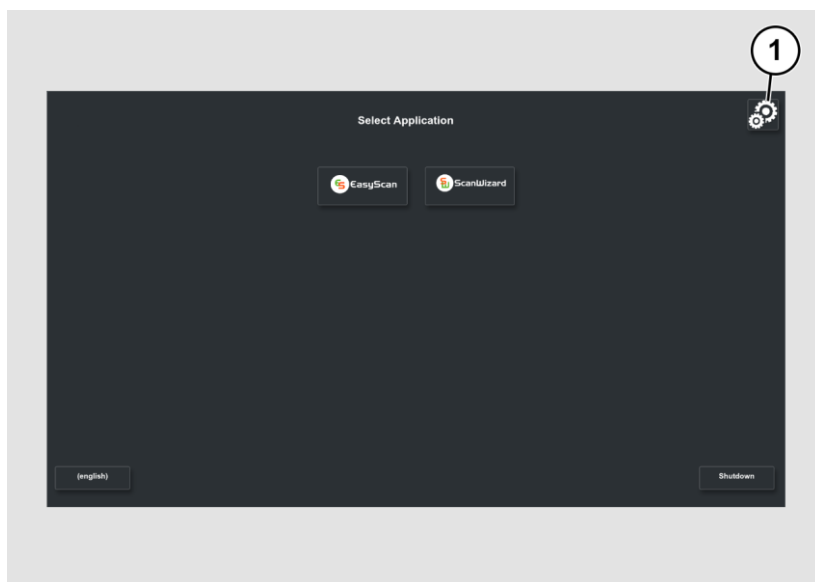 1
Select Application
EasyScan
ScanWizard
(english)
Shutdown